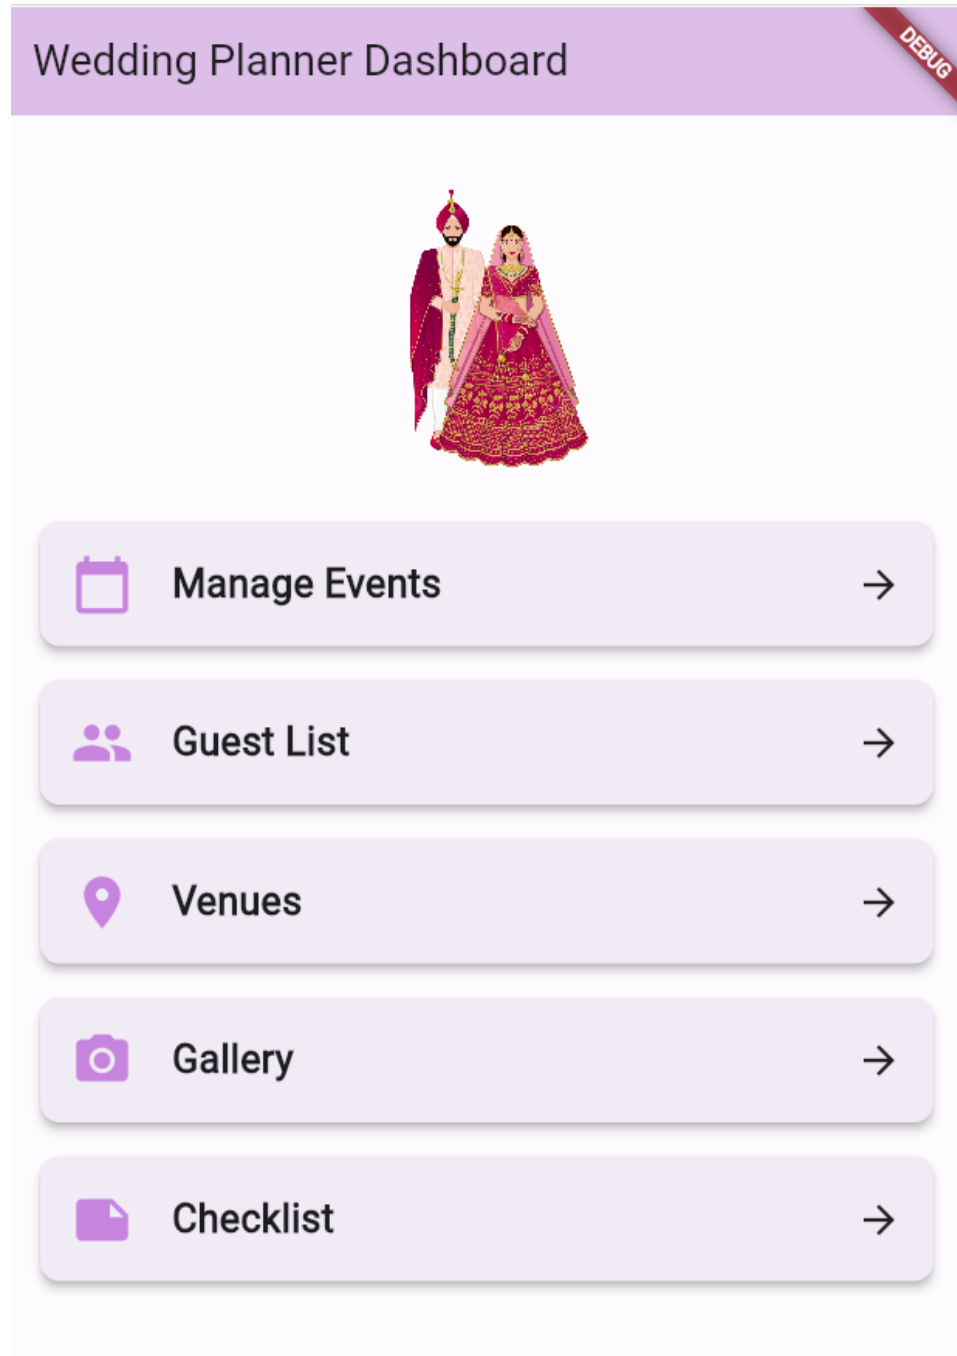 Wedding Planner Dashboard
DEBUG
Manage Events
Guest List
Venues
Gallery
Checklist